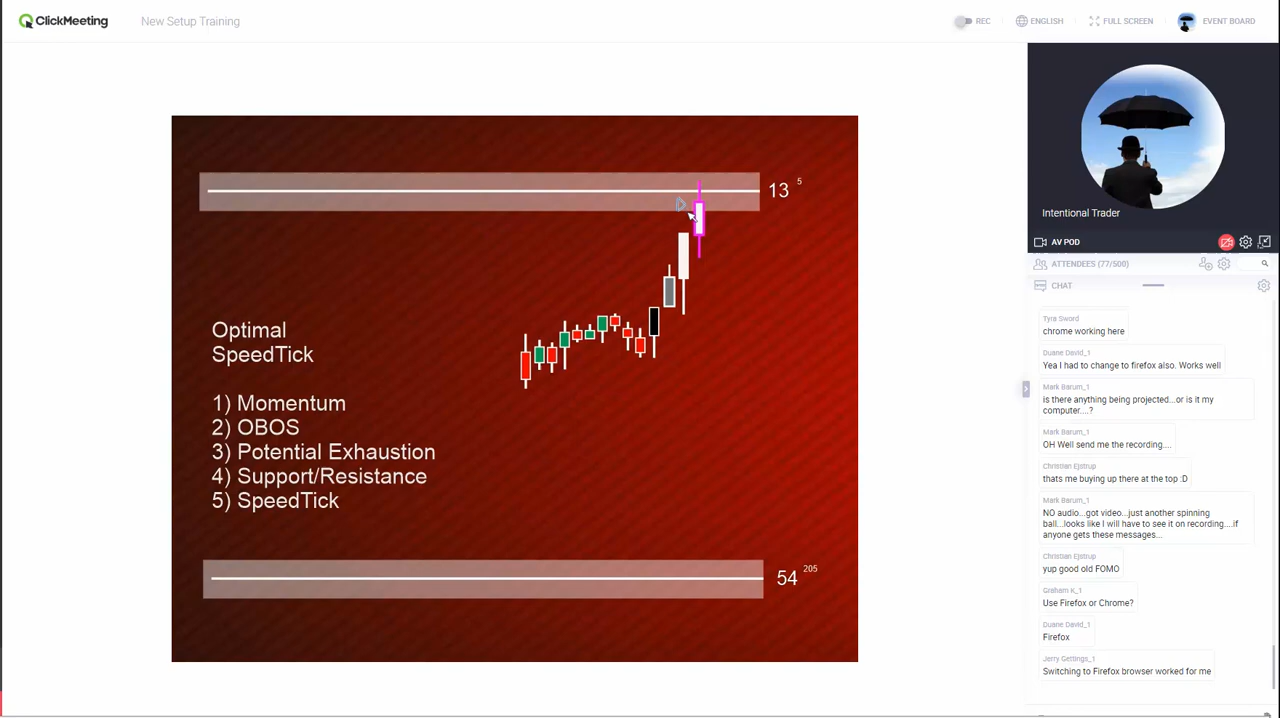 ClickMeeting
New Setup Training
REC
ENGLISH
FULL SCREEN
EVENT BOARD
13 5
Optimal
SpeedTick
1) Momentum
2) OBOS
3) Potential Exhaustion
4) Support/Resistance
5) SpeedTick
54 205
Intentional Trader
AV POD
ATTENDEES (77/500)
CHAT
Tyra Sword
chrome working here
Duane David_1
Yea I had to change to firefox also. Works well
Mark Barum_1
is there anything being projected...or is it my
computer....?
Mark Barum_1
OH Well send me the recording....
Christian Ejstrup
thats me buying up there at the top :D
Mark Barum_1
NO audio...got video...just another spinning
ball...looks like I will have to see it on recording....if
anyone gets these messages...
Christian Ejstrup
yup good old FOMO
Graham K_1
Use Firefox or Chrome?
Duane David_1
Firefox
Jerry Gettings_1
Switching to Firefox browser worked for me